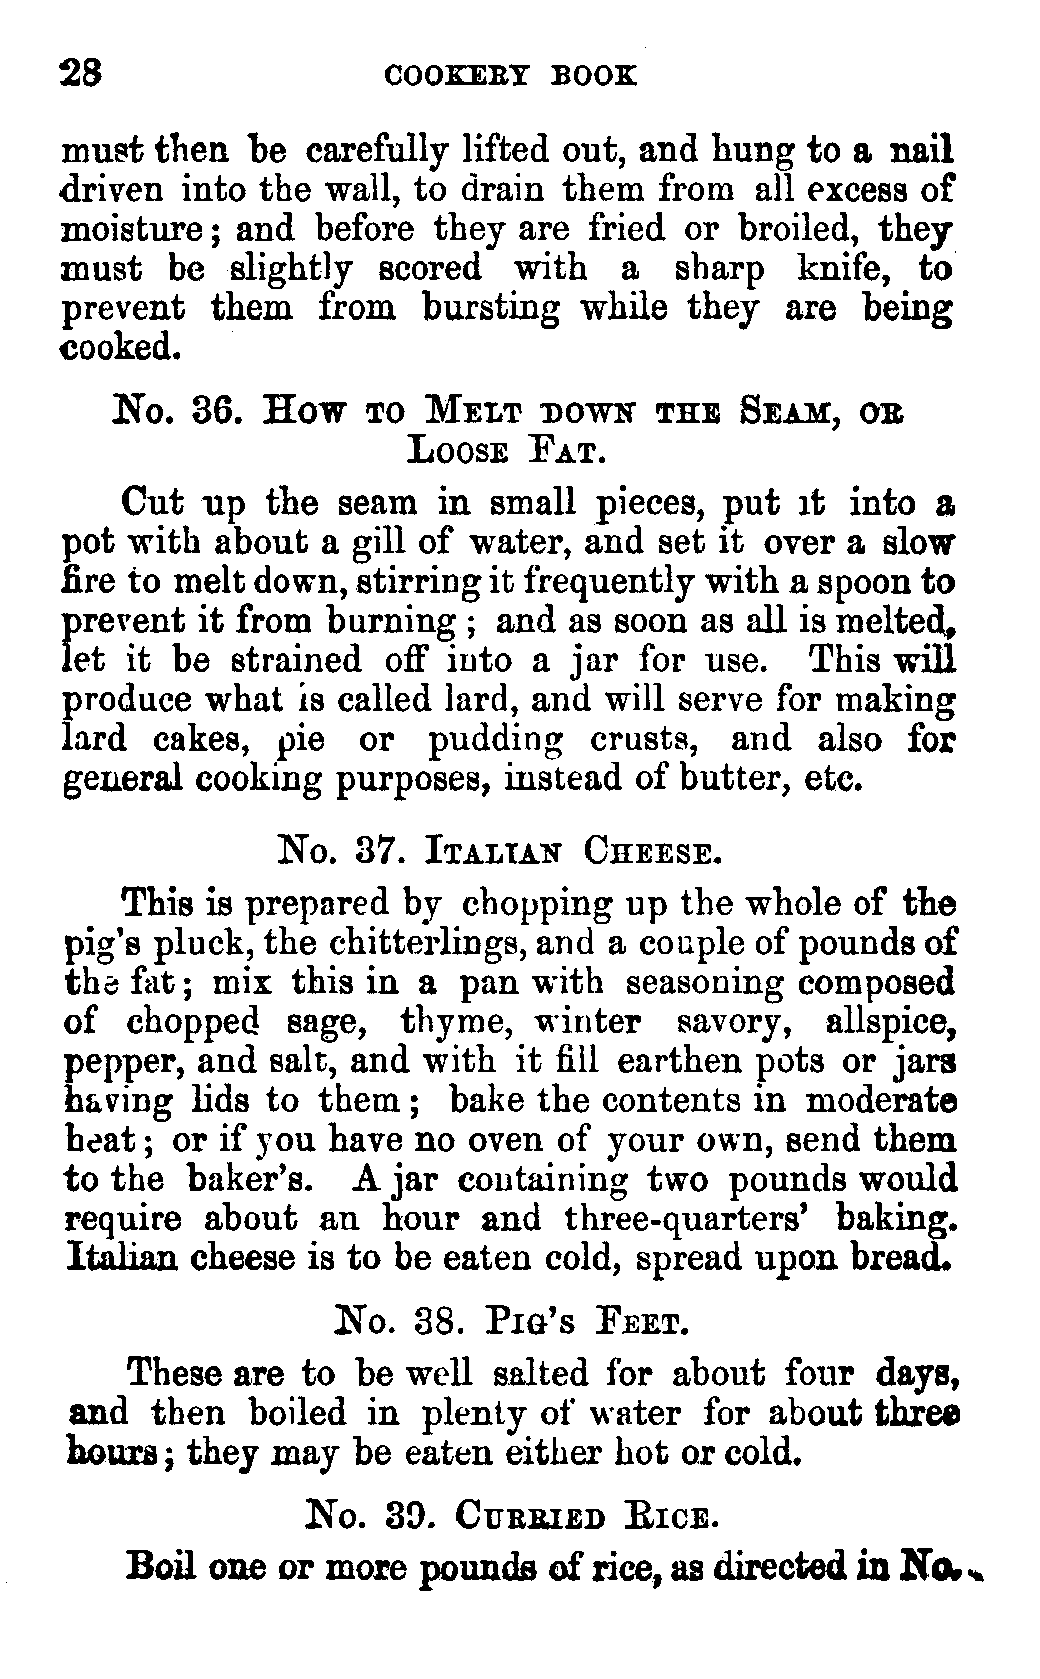 28 COOKERY BOOK
must then be carefully lifted out, and hung to a nail
driven into the wall, to drain them from all excess of
moisture; and before they are fried or broiled, they
must be slightly scored with a sharp knife, to
prevent them from bursting while they are being
cooked.
No. 36. How to Melt down the Seam, or
Loose Fat.
Cut up the seam in small pieces, put it into a
pot with about a gill of water, and set it over a slow
fire to melt down, stirring it frequently with a spoon to
prevent it from burning; and as soon as all is melted,
let it be strained off into a jar for use. This will
produce what is called lard, and will serve for making
lard cakes, pie or pudding crusts, and also for
general cooking purposes, instead of butter, etc.
No. 37. Italian Cheese.
This is prepared by chopping up the whole of the
pig's pluck, the chitterlings, and a couple of pounds of
the fat; mix this in a pan with seasoning composed
of chopped sage, thyme, winter savory, allspice,
pepper, and salt, and with it fill earthen pots or jars
having lids to them; bake the contents in moderate
heat; or if you have no oven of your own, send them
to the baker's. A jar containing two pounds would
require about an hour and three-quarters' baking.
Italian cheese is to be eaten cold, spread upon bread.
No. 38. Pig's Feet.
These are to be well salted for about four days,
and then boiled in plenty of water for about three
hours; they may be eaten either hot or cold.
No. 39. Curried Rice.
Boil one or more pounds of rice, as directed in No.